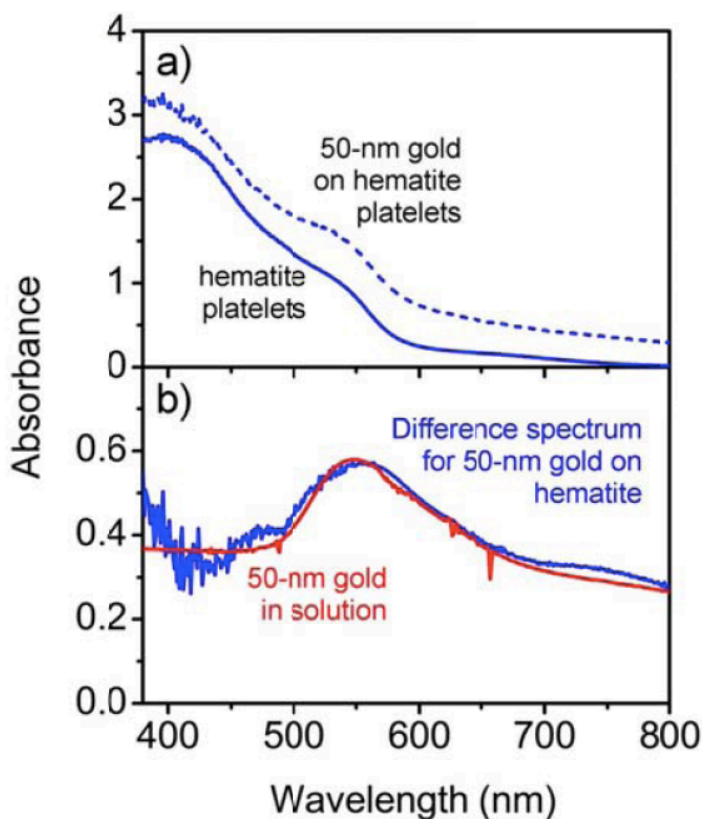 4
a)
3
50-nm gold
on hematite
platelets
2
hematite
platelets
1
0
Absorbance
b)
Difference spectrum
for 50-nm gold on
hematite
0.6
0.4
50-nm gold
in solution
0.2
0.0
400 500 600 700 800
Wavelength (nm)